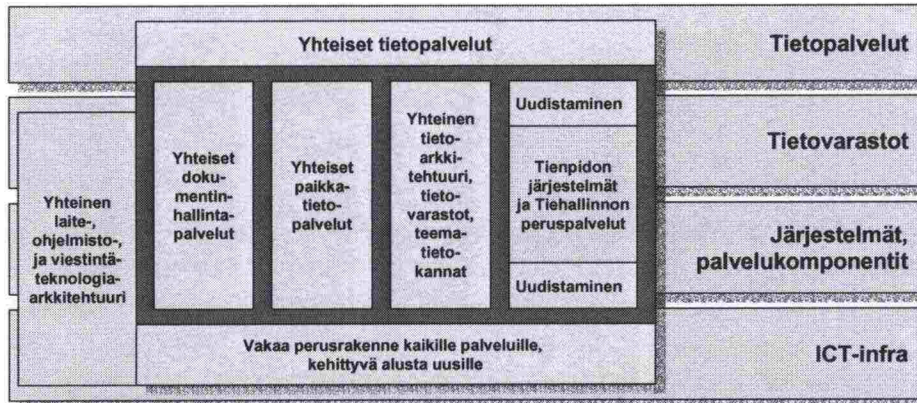 Yhteiset tietopalvelut
Tietopalvelut
Yhteinen
laite-,
ohjelmisto-,
ja viestintä-
teknologia-
arkkitehtuuri
Yhteiset
doku-
mentin-
hallinta-
palvelut
Yhteiset
paikka-
tieto-
palvelut
Yhteinen
tieto-
arkki-
tehtuuri,
tieto-
varastot,
teema-
tieto-
kannat
Uudistaminen
Tienpidon
järjestelmät
ja Tiehallinnon
peruspalvelut
Uudistaminen
Tietovarastot
Järjestelmät,
palvelukomponentit
Vakaa perusrakenne kaikille palveluille,
kehittyvä alusta uusille
ICT-infra